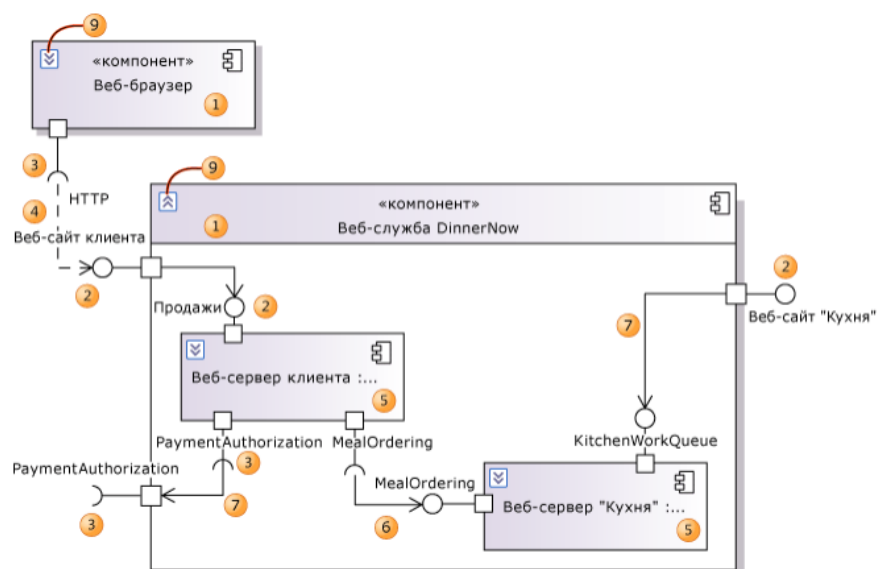 9
«компонент»
Веб-браузер
1
3
HTTP
4
Веб-сайт клиента
2
9
«компонент»
1
Веб-служба DinnerNow
2
Продажи
2
Веб-сайт "Кухня"
7
Веб-сервер клиента :...
5
PaymentAuthorization
MealOrdering
3
KitchenWorkQueue
PaymentAuthorization
3
7
MealOrdering
6
Веб-сервер "Кухня" :...
5